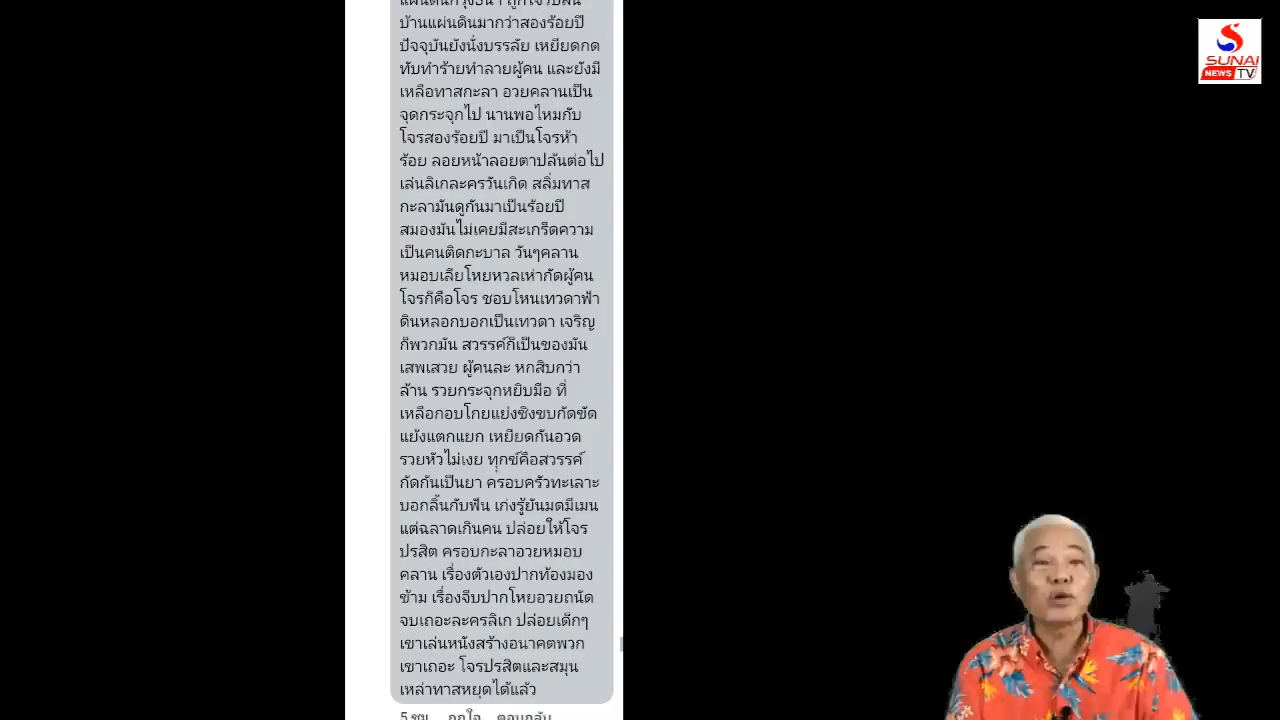 บ้านแผ่นดินมากว่าสองร้อยปี
ปัจจุบันยังนั่งบรรลัย เหยียดกด
ทับทำร้ายทำลายผู้คน และยังมี
เหลือทาสกะลา อวยคลานเป็น
จุดกระจุกไป นานพอไหมกับ
โจรสองร้อยปี มาเป็นโจรห้า
ร้อย ลอยหน้าลอยตาปล้นต่อไป
เล่นลิเกละครวันเกิด สลิ่มทาส
กะลามันดูกันมาเป็นร้อยปี
สมองมันไม่เคยมีสะเกร็ดความ
เป็นคนติดกะบาล วันๆคลาน
หมอบเลียโหยหวลเห่ากัดผู้คน
โจรก็คือโจร ชอบโหนเทวดาฟ้า
ดินหลอกบอกเป็นเทวดา เจริญ
ก็พวกมัน สวรรค์ก็เป็นของมัน
เสพเสวย ผู้คนละ หกสิบกว่า
ล้าน รวยกระจุกหยิบมือ ที่
เหลือกอบโกยแย่งชิงขบกัดขัด
แย้งแตกแยก เหยียดกันอวด
รวยหัวไม่เงย ทุกข์คือสวรรค์
กัดกันเป็นยา ครอบครัวทะเลาะ
บอกลิ้นกับฟัน เก่งรู้ยันมดมีเมน
แต่ฉลาดเกินคน ปล่อยให้โจร
ปรสิต ครอบกะลาอวยหมอบ
คลาน เรื่องตัวเองปากท้องมอง
ข้าม เรื่องจีบปากโหยอวยถนัด
จบเถอะละครลิเก ปล่อยเด็กๆ
เขาเล่นหนังสร้างอนาคตพวก
เขาเถอะ โจรปรสิตและสมุน
เหล่าทาสหยุดได้แล้ว
5 ชม. ถูกใจ ตอบกลับ
SUNAI
NEWS TV